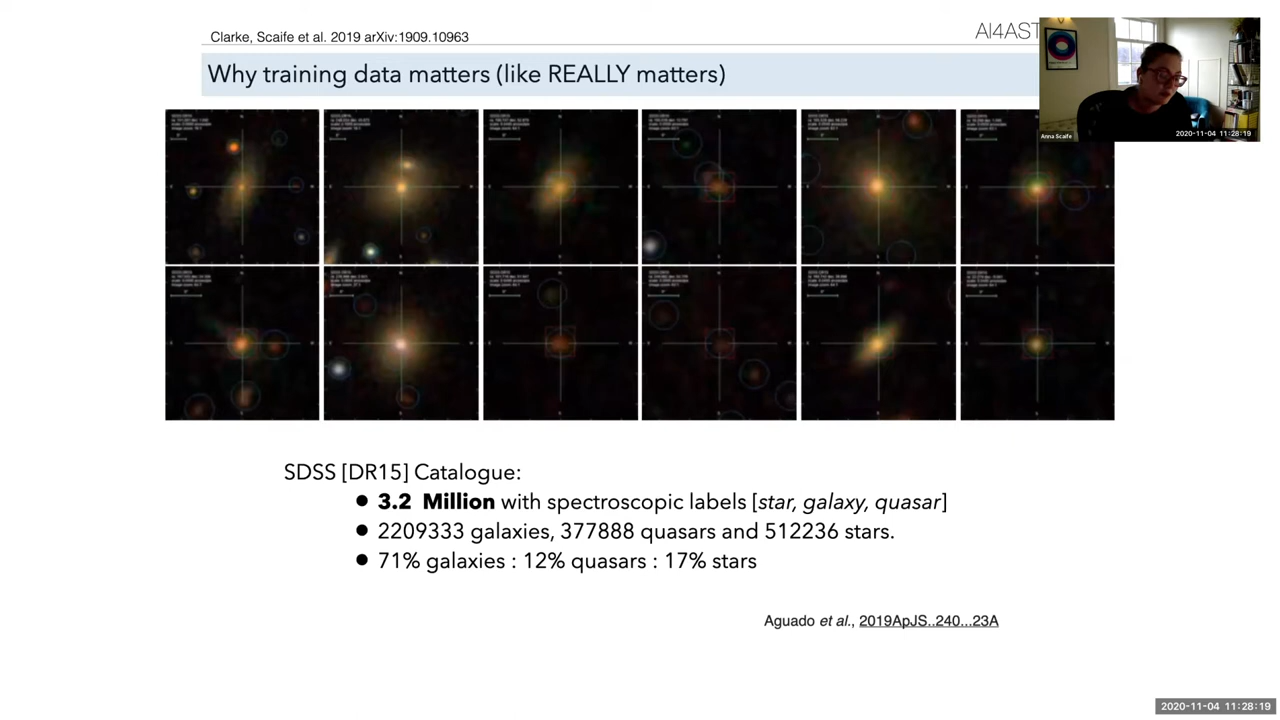 Clarke, Scaife et al. 2019 arXiv:1909.10963
AI4AST
Why training data matters (like REALLY matters)
Anna Scaife
2020-11-04 11:28:19
SDSS [DR15] Catalogue:
● 3.2 Million with spectroscopic labels [star, galaxy, quasar]
● 2209333 galaxies, 377888 quasars and 512236 stars.
● 71% galaxies : 12% quasars : 17% stars
Aguado et al., 2019ApJS..240...23A
2020-11-04 11:28:19